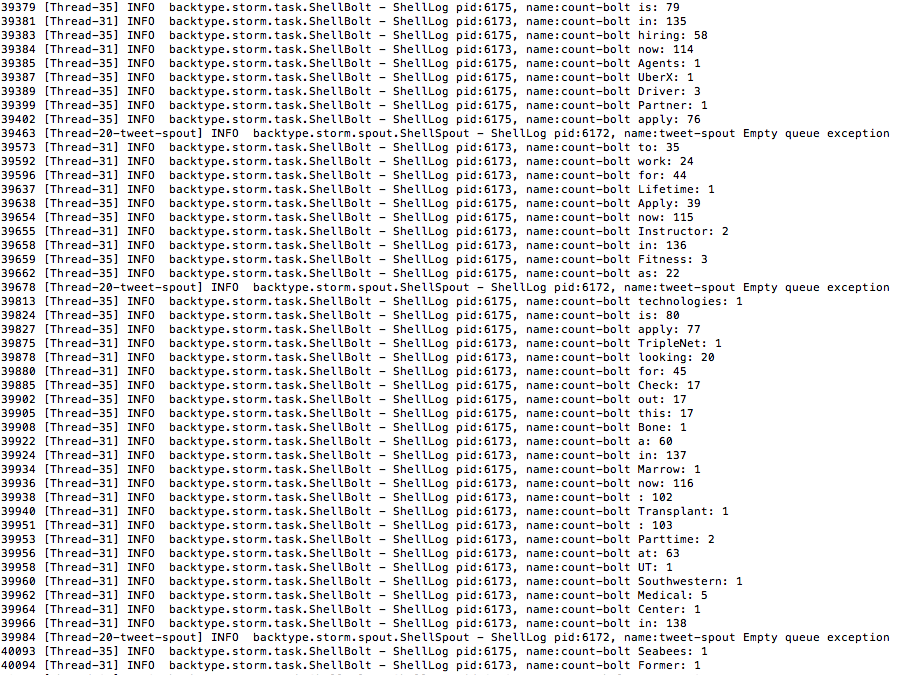 39379 [Thread-35] INFO  backtype.storm.task.ShellBolt - ShellLog pid:6175, name:count-bolt is: 79
39381 [Thread-31] INFO  backtype.storm.task.ShellBolt - ShellLog pid:6173, name:count-bolt in: 135
39383 [Thread-35] INFO  backtype.storm.task.ShellBolt - ShellLog pid:6175, name:count-bolt hiring: 58
39384 [Thread-31] INFO  backtype.storm.task.ShellBolt - ShellLog pid:6173, name:count-bolt now: 114
39385 [Thread-35] INFO  backtype.storm.task.ShellBolt - ShellLog pid:6175, name:count-bolt Agents: 1
39387 [Thread-31] INFO  backtype.storm.task.ShellBolt - ShellLog pid:6173, name:count-bolt UberX: 1
39389 [Thread-35] INFO  backtype.storm.task.ShellBolt - ShellLog pid:6175, name:count-bolt Driver: 3
39399 [Thread-35] INFO  backtype.storm.task.ShellBolt - ShellLog pid:6175, name:count-bolt Partner: 1
39402 [Thread-35] INFO  backtype.storm.task.ShellBolt - ShellLog pid:6175, name:count-bolt apply: 76
39463 [Thread-20-tweet-spout] INFO  backtype.storm.spout.ShellSpout - ShellLog pid:6172, name:tweet-spout Empty queue exception
39573 [Thread-31] INFO  backtype.storm.task.ShellBolt - ShellLog pid:6173, name:count-bolt to: 35
39592 [Thread-31] INFO  backtype.storm.task.ShellBolt - ShellLog pid:6173, name:count-bolt work: 24
39596 [Thread-31] INFO  backtype.storm.task.ShellBolt - ShellLog pid:6173, name:count-bolt for: 44
39637 [Thread-31] INFO  backtype.storm.task.ShellBolt - ShellLog pid:6173, name:count-bolt Lifetime: 1
39638 [Thread-35] INFO  backtype.storm.task.ShellBolt - ShellLog pid:6175, name:count-bolt Apply: 39
39654 [Thread-31] INFO  backtype.storm.task.ShellBolt - ShellLog pid:6173, name:count-bolt now: 115
39655 [Thread-31] INFO  backtype.storm.task.ShellBolt - ShellLog pid:6173, name:count-bolt Instructor: 2
39658 [Thread-31] INFO  backtype.storm.task.ShellBolt - ShellLog pid:6173, name:count-bolt in: 136
39659 [Thread-35] INFO  backtype.storm.task.ShellBolt - ShellLog pid:6175, name:count-bolt Fitness: 3
39662 [Thread-35] INFO  backtype.storm.task.ShellBolt - ShellLog pid:6175, name:count-bolt as: 22
39678 [Thread-20-tweet-spout] INFO  backtype.storm.spout.ShellSpout - ShellLog pid:6172, name:tweet-spout Empty queue exception
39813 [Thread-35] INFO  backtype.storm.task.ShellBolt - ShellLog pid:6175, name:count-bolt technologies: 1
39824 [Thread-35] INFO  backtype.storm.task.ShellBolt - ShellLog pid:6175, name:count-bolt is: 80
39827 [Thread-35] INFO  backtype.storm.task.ShellBolt - ShellLog pid:6175, name:count-bolt apply: 77
39875 [Thread-31] INFO  backtype.storm.task.ShellBolt - ShellLog pid:6173, name:count-bolt TripleNet: 1
39878 [Thread-31] INFO  backtype.storm.task.ShellBolt - ShellLog pid:6173, name:count-bolt looking: 20
39880 [Thread-31] INFO  backtype.storm.task.ShellBolt - ShellLog pid:6173, name:count-bolt for: 45
39885 [Thread-35] INFO  backtype.storm.task.ShellBolt - ShellLog pid:6175, name:count-bolt Check: 17
39902 [Thread-35] INFO  backtype.storm.task.ShellBolt - ShellLog pid:6175, name:count-bolt out: 17
39905 [Thread-35] INFO  backtype.storm.task.ShellBolt - ShellLog pid:6175, name:count-bolt this: 17
39908 [Thread-35] INFO  backtype.storm.task.ShellBolt - ShellLog pid:6175, name:count-bolt Bone: 1
39922 [Thread-31] INFO  backtype.storm.task.ShellBolt - ShellLog pid:6173, name:count-bolt a: 60
39924 [Thread-31] INFO  backtype.storm.task.ShellBolt - ShellLog pid:6173, name:count-bolt in: 137
39934 [Thread-35] INFO  backtype.storm.task.ShellBolt - ShellLog pid:6175, name:count-bolt Marrow: 1
39936 [Thread-31] INFO  backtype.storm.task.ShellBolt - ShellLog pid:6173, name:count-bolt now: 116
39938 [Thread-31] INFO  backtype.storm.task.ShellBolt - ShellLog pid:6173, name:count-bolt : 102
39940 [Thread-31] INFO  backtype.storm.task.ShellBolt - ShellLog pid:6173, name:count-bolt Transplant: 1
39951 [Thread-31] INFO  backtype.storm.task.ShellBolt - ShellLog pid:6173, name:count-bolt : 103
39953 [Thread-31] INFO  backtype.storm.task.ShellBolt - ShellLog pid:6173, name:count-bolt Parttime: 2
39956 [Thread-31] INFO  backtype.storm.task.ShellBolt - ShellLog pid:6173, name:count-bolt at: 63
39958 [Thread-31] INFO  backtype.storm.task.ShellBolt - ShellLog pid:6173, name:count-bolt UT: 1
39960 [Thread-31] INFO  backtype.storm.task.ShellBolt - ShellLog pid:6173, name:count-bolt Southwestern: 1
39962 [Thread-31] INFO  backtype.storm.task.ShellBolt - ShellLog pid:6173, name:count-bolt Medical: 5
39964 [Thread-31] INFO  backtype.storm.task.ShellBolt - ShellLog pid:6173, name:count-bolt Center: 1
39966 [Thread-31] INFO  backtype.storm.task.ShellBolt - ShellLog pid:6173, name:count-bolt in: 138
39984 [Thread-20-tweet-spout] INFO  backtype.storm.spout.ShellSpout - ShellLog pid:6172, name:tweet-spout Empty queue exception
40093 [Thread-35] INFO  backtype.storm.task.ShellBolt - ShellLog pid:6175, name:count-bolt Seabees: 1
40094 [Thread-31] INFO  backtype.storm.task.ShellBolt - ShellLog pid:6173, name:count-bolt Former: 1